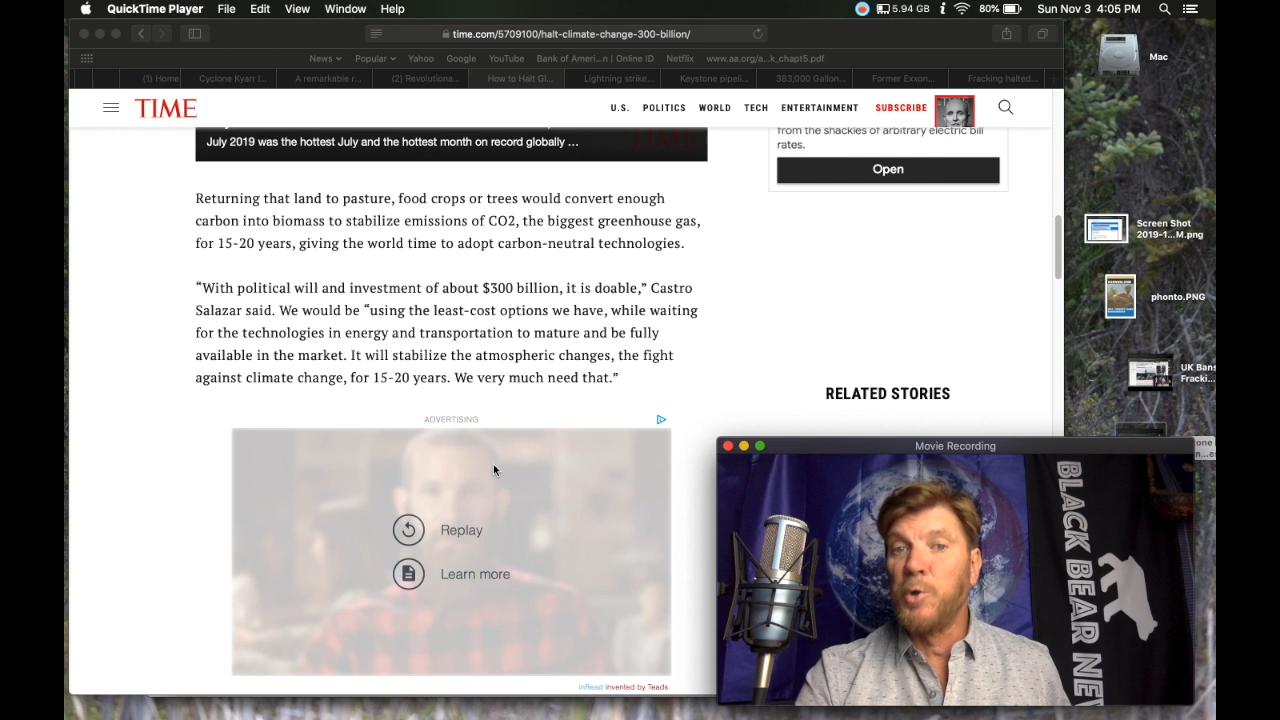 QuickTime Player File Edit View Window Help
5.94 GB 80% Sun Nov 3 4:05 PM
time.com/5709100/halt-climate-change-300-billion/
News Popular Yahoo Google YouTube Bank of Ameri...n | Online ID Netflix www.aa.org/a...k_chapt5.pdf
(1) Home Cyclone Kyarr I... A remarkable r... (2) Revolutiona... How to Halt Gl... Lightning strike... Keystone pipeli... 383,000 Gallon... Former Exxon... Fracking halted...
TIME
U.S. POLITICS WORLD TECH ENTERTAINMENT SUBSCRIBE
July 2019 was the hottest July and the hottest month on record globally ...
from the shackles of arbitrary electric bill
rates.
Open
Returning that land to pasture, food crops or trees would convert enough
carbon into biomass to stabilize emissions of CO2, the biggest greenhouse gas,
for 15-20 years, giving the world time to adopt carbon-neutral technologies.
“With political will and investment of about $300 billion, it is doable,” Castro
Salazar said. We would be “using the least-cost options we have, while waiting
for the technologies in energy and transportation to mature and be fully
available in the market. It will stabilize the atmospheric changes, the fight
against climate change, for 15-20 years. We very much need that.”
RELATED STORIES
ADVERTISING
Replay
Learn more
inRead invented by Teads
Movie Recording
BLACK BEAR NE
Mac
Screen Shot
2019-1...M.png
phonto.PNG
UK Bans
Fracki...